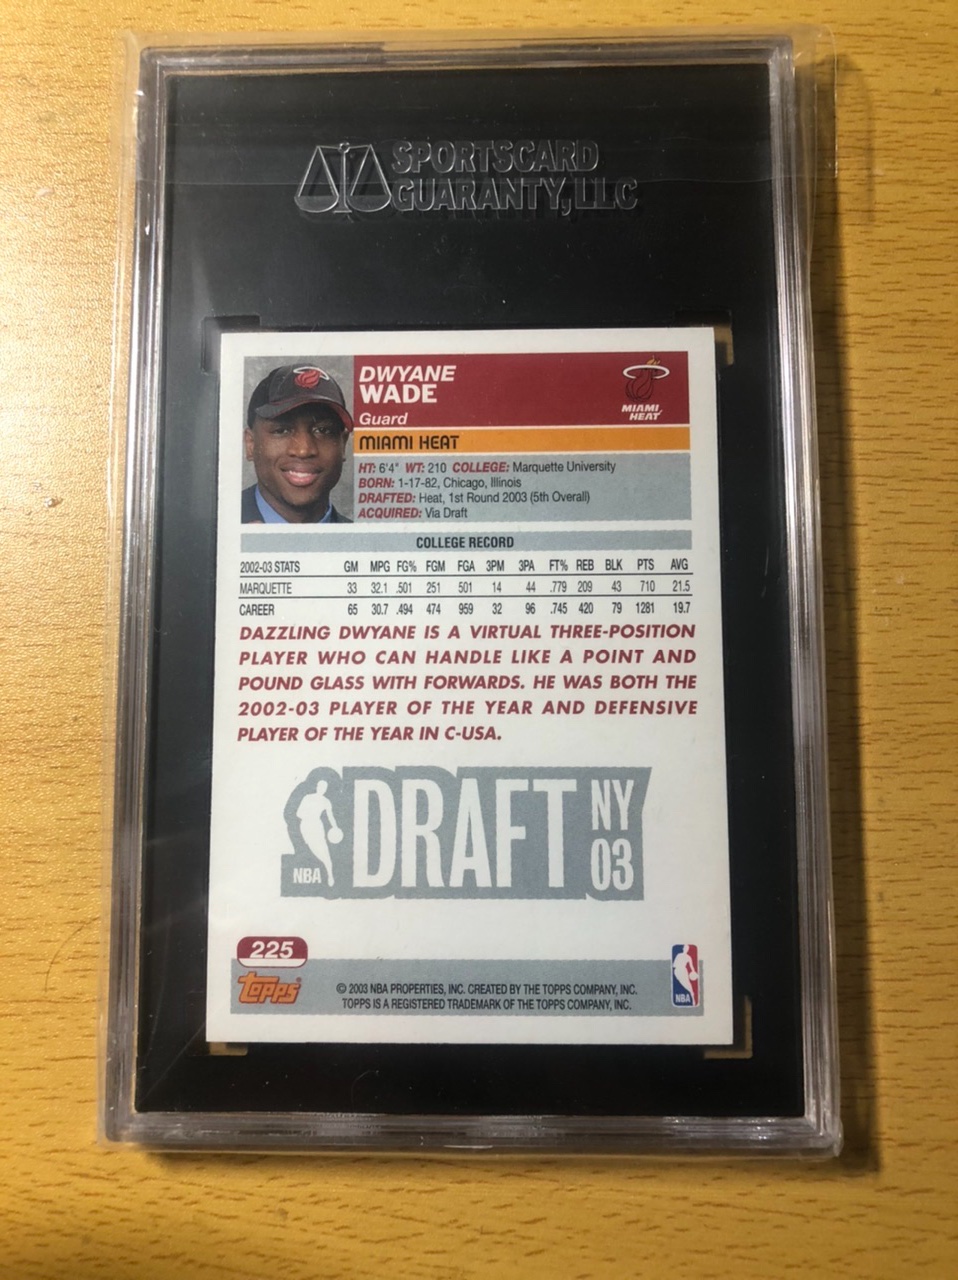 SPORTSCARD
GUARANTY, LLC
DWYANE
WADE
Guard
MIAMI HEAT
MIAMI
HEAT
HT: 6'4" WT: 210 COLLEGE: Marquette University
BORN: 1-17-82, Chicago, Illinois
DRAFTED: Heat, 1st Round 2003 (5th Overall)
ACQUIRED: Via Draft
COLLEGE RECORD
2002-03 STATS GM MPG FG% FGM FGA 3PM 3PA FT% REB BLK PTS AVG
MARQUETTE 33 32.1 .501 251 501 14 44 .779 209 43 710 21.5
CAREER 65 30.7 .494 474 959 32 96 .745 420 79 1281 19.7
DAZZLING DWYANE IS A VIRTUAL THREE-POSITION
PLAYER WHO CAN HANDLE LIKE A POINT AND
POUND GLASS WITH FORWARDS. HE WAS BOTH THE
2002-03 PLAYER OF THE YEAR AND DEFENSIVE
PLAYER OF THE YEAR IN C-USA.
NBA DRAFT NY
03
225
Topps
© 2003 NBA PROPERTIES, INC. CREATED BY THE TOPPS COMPANY, INC.
TOPPS IS A REGISTERED TRADEMARK OF THE TOPPS COMPANY, INC.
NBA